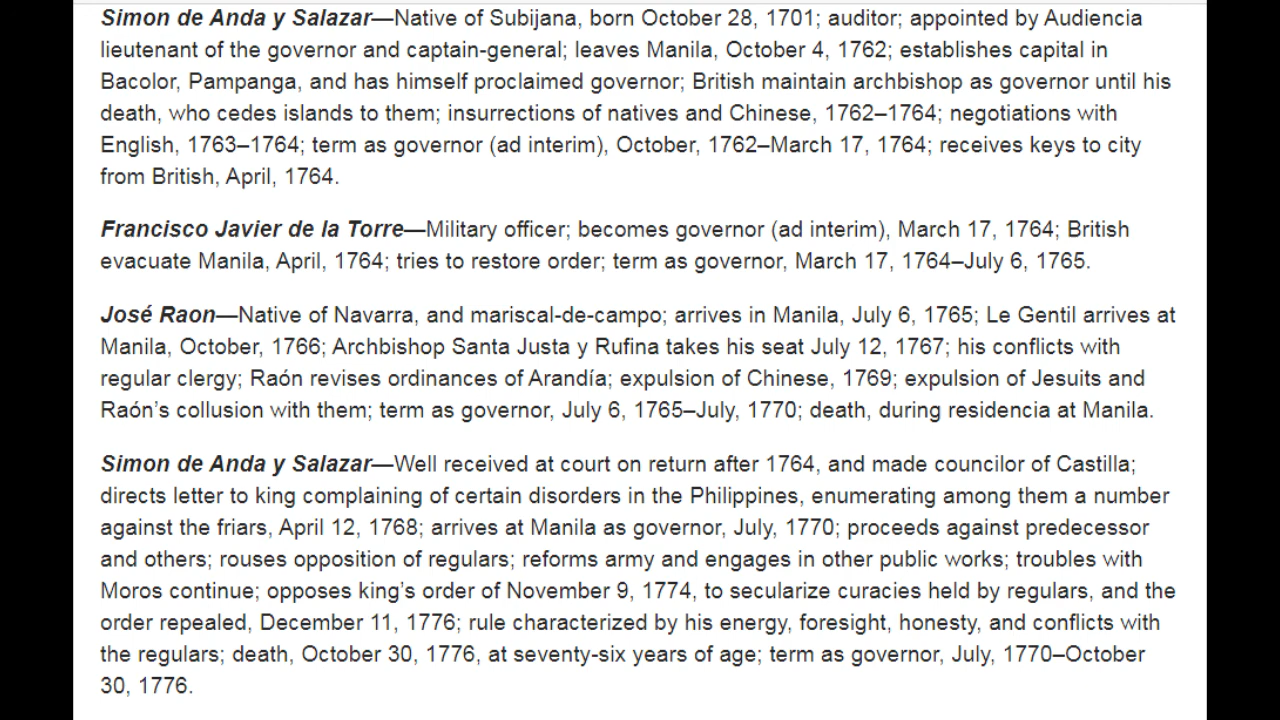 Simon de Anda y Salazar—Native of Subijana, born October 28, 1701; auditor; appointed by Audiencia
lieutenant of the governor and captain-general; leaves Manila, October 4, 1762; establishes capital in
Bacolor, Pampanga, and has himself proclaimed governor; British maintain archbishop as governor until his
death, who cedes islands to them; insurrections of natives and Chinese, 1762–1764; negotiations with
English, 1763–1764; term as governor (ad interim), October, 1762–March 17, 1764; receives keys to city
from British, April, 1764.
Francisco Javier de la Torre—Military officer; becomes governor (ad interim), March 17, 1764; British
evacuate Manila, April, 1764; tries to restore order; term as governor, March 17, 1764–July 6, 1765.
José Raon—Native of Navarra, and mariscal-de-campo; arrives in Manila, July 6, 1765; Le Gentil arrives at
Manila, October, 1766; Archbishop Santa Justa y Rufina takes his seat July 12, 1767; his conflicts with
regular clergy; Raón revises ordinances of Arandía; expulsion of Chinese, 1769; expulsion of Jesuits and
Raón’s collusion with them; term as governor, July 6, 1765–July, 1770; death, during residencia at Manila.
Simon de Anda y Salazar—Well received at court on return after 1764, and made councilor of Castilla;
directs letter to king complaining of certain disorders in the Philippines, enumerating among them a number
against the friars, April 12, 1768; arrives at Manila as governor, July, 1770; proceeds against predecessor
and others; rouses opposition of regulars; reforms army and engages in other public works; troubles with
Moros continue; opposes king’s order of November 9, 1774, to secularize curacies held by regulars, and the
order repealed, December 11, 1776; rule characterized by his energy, foresight, honesty, and conflicts with
the regulars; death, October 30, 1776, at seventy-six years of age; term as governor, July, 1770–October
30, 1776.